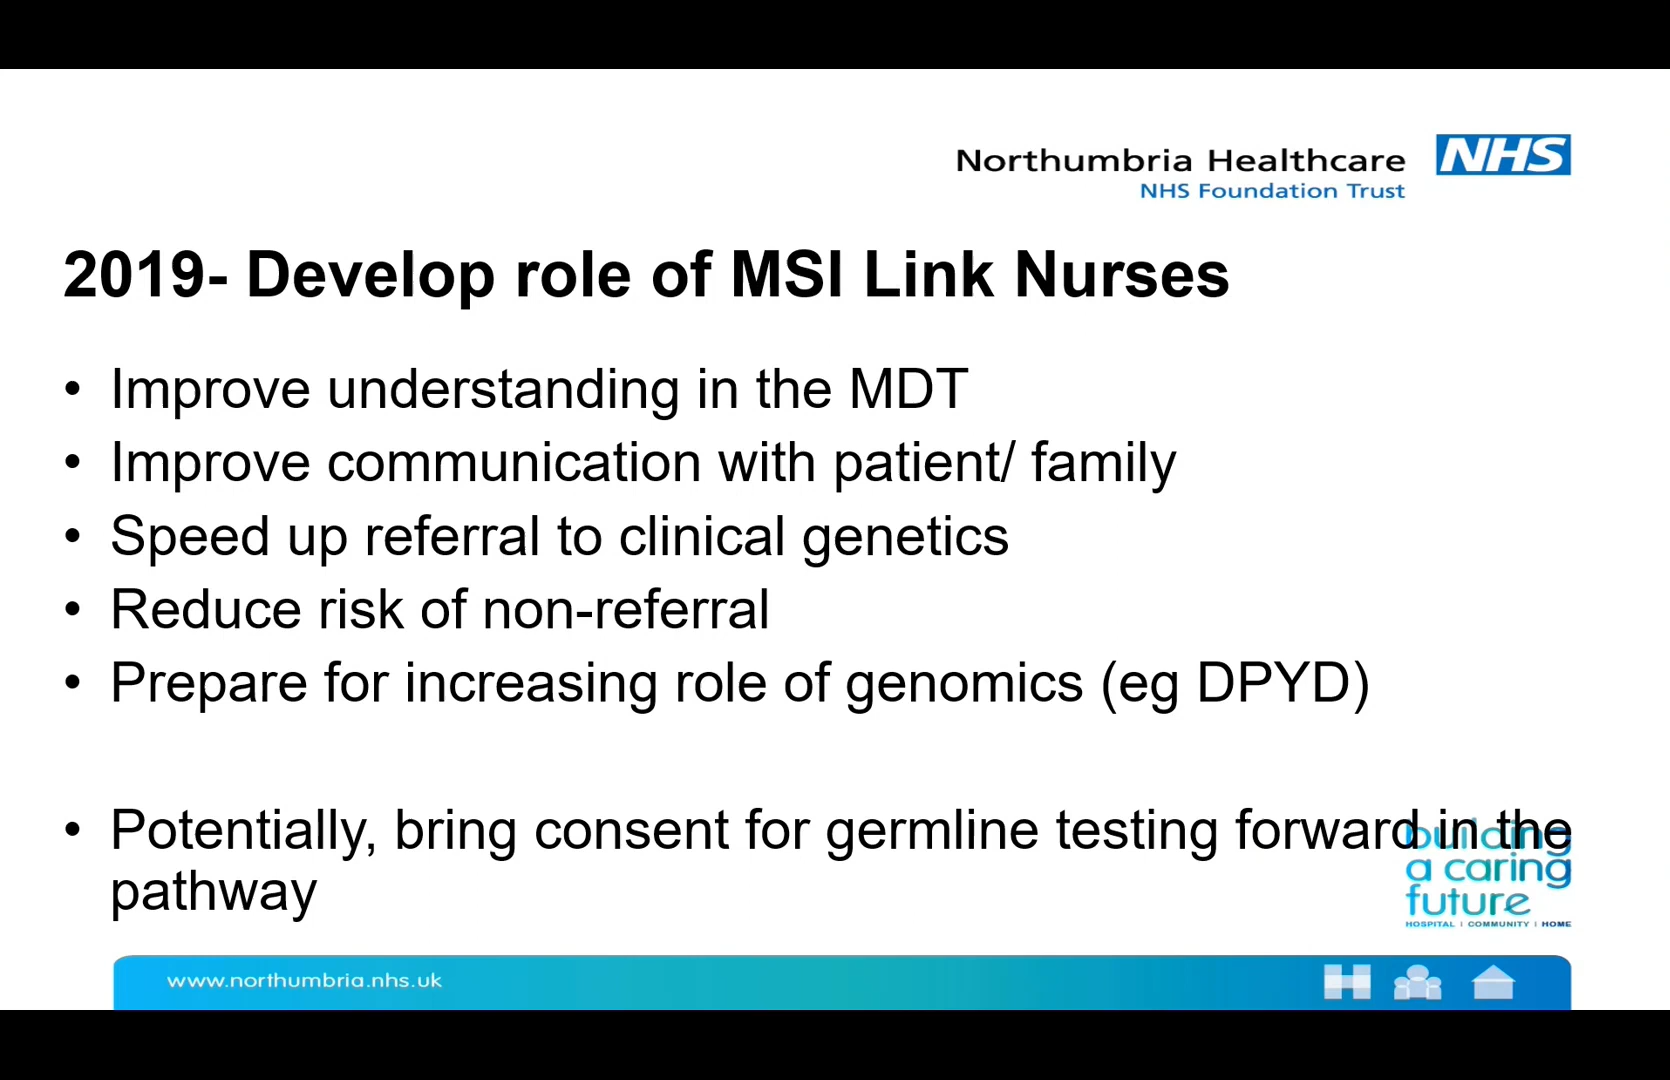 Northumbria Healthcare NHS
NHS Foundation Trust
2019- Develop role of MSI Link Nurses
• Improve understanding in the MDT
• Improve communication with patient/ family
• Speed up referral to clinical genetics
• Reduce risk of non-referral
• Prepare for increasing role of genomics (eg DPYD)
• Potentially, bring consent for germline testing forward in the
pathway
building
a caring
future
HOSPITAL | COMMUNITY | HOME
www.northumbria.nhs.uk